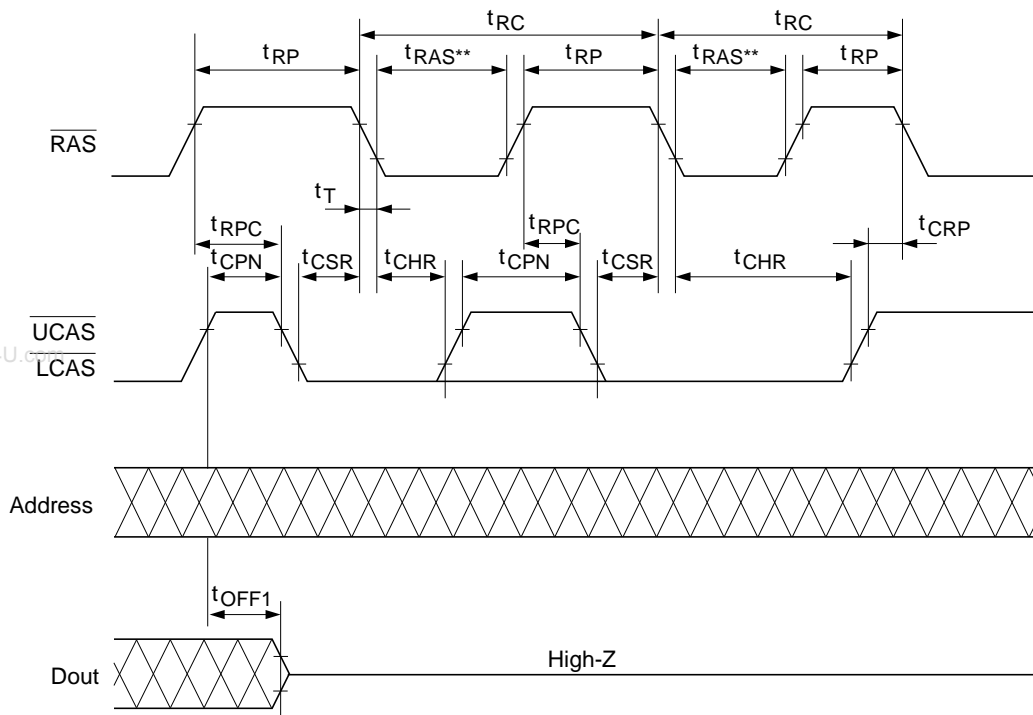 tRC tRC
tRP tRAS** tRP tRAS** tRP
RAS
tT
tRPC tRPC tCRP
tCPN tCSR tCHR tCPN tCSR tCHR
UCAS
-U.com
LCAS
Address
tOFF1
High-Z
Dout